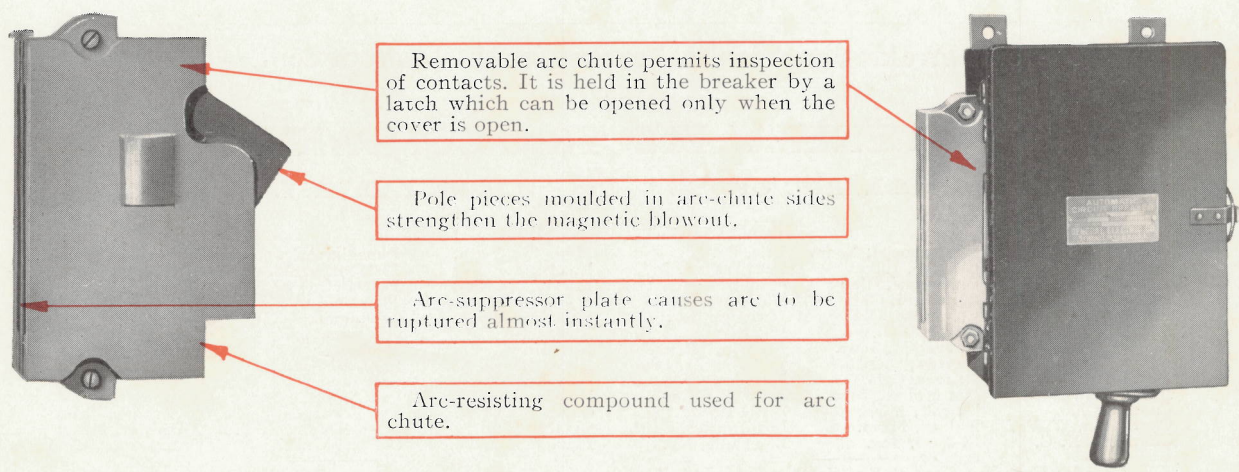 Removable arc chute permits inspection
of contacts. It is held in the breaker by a
latch which can be opened only when the
cover is open.
Pole pieces moulded in arc-chute sides
strengthen the magnetic blowout.
Arc-suppressor plate causes arc to be
ruptured almost instantly.
Arc-resisting compound used for arc
chute.
AUTOMATIC